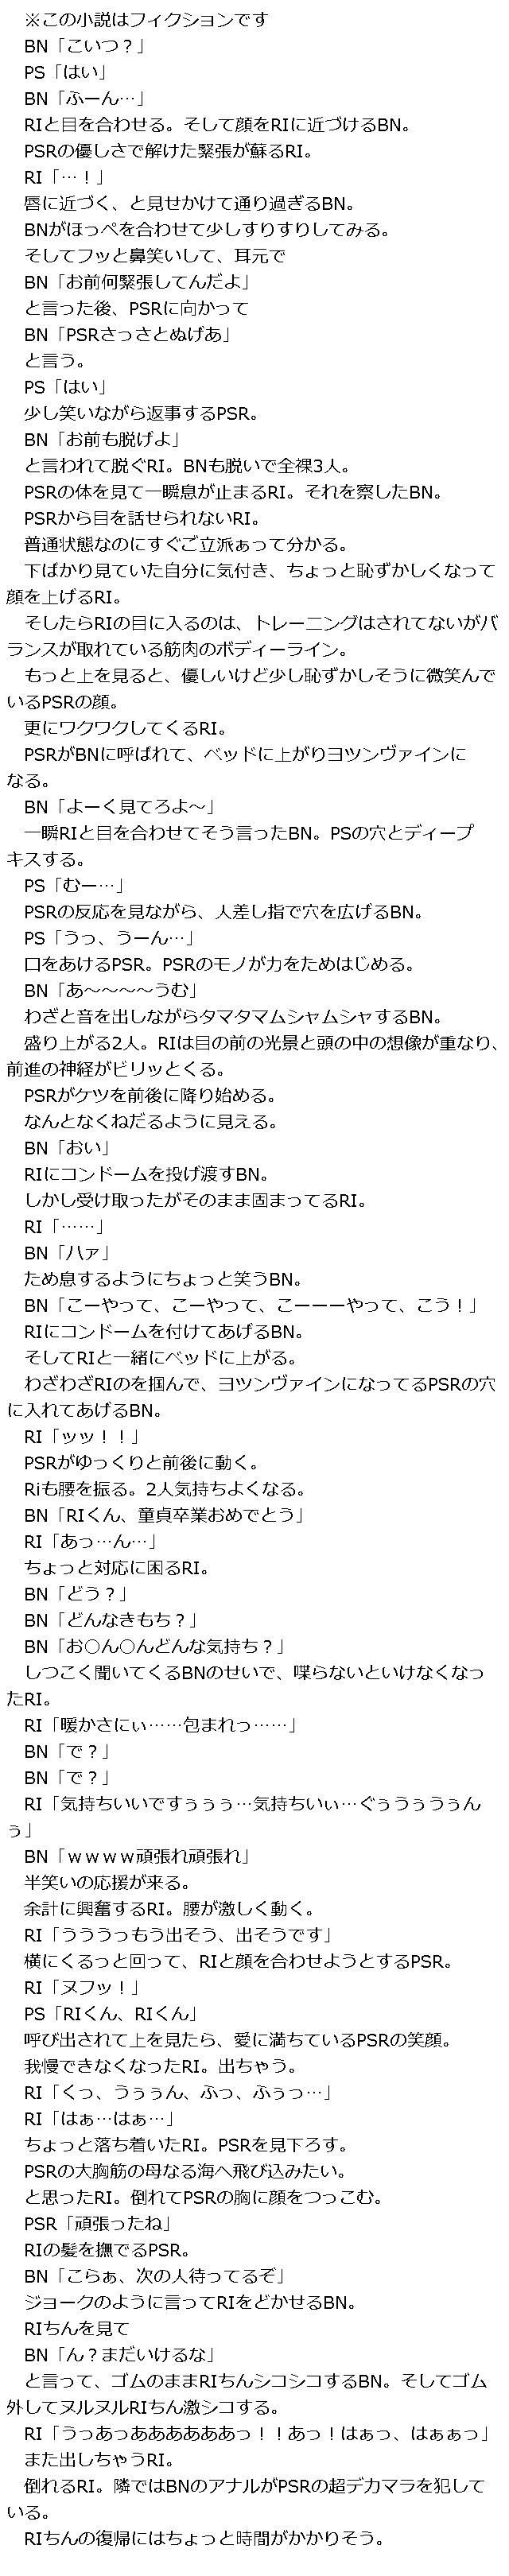 ※この小説はフィクションです
BN「こいつ？」
PS「はい」
BN「ふーん…」
RIと目を合わせる。そして顔をRIに近づけるBN。
PSRの優しさで解けた緊張が蘇るRI。
RI「…！」
唇に近づく、と見せかけて通り過ぎるBN。
BNがほっぺを合わせて少しすりすりしてみる。
そしてフッと鼻笑いして、耳元で
BN「お前何緊張してんだよ」
と言った後、PSRに向かって
BN「PSRさっさとぬげあ」
と言う。
PS「はい」
少し笑いながら返事するPSR。
BN「お前も脱げよ」
と言われて脱ぐRI。BNも脱いで全裸3人。
PSRの体を見て一瞬息が止まるRI。それを察したBN。
PSRから目を話せられないRI。
普通状態なのにすぐご立派ぁって分かる。
下ばかり見ていた自分に気付き、ちょっと恥ずかしくなって
顔を上げるRI。
そしたらRIの目に入るのは、トレーニングはされてないがバ
ランスが取れている筋肉のボディーライン。
もっと上を見ると、優しいけど少し恥ずかしそうに微笑んで
いるPSRの顔。
更にワクワクしてくるRI。
PSRがBNに呼ばれて、ベッドに上がりヨツンヴァインに
なる。
BN「よーく見てろよ～」
一瞬RIと目を合わせてそう言ったBN。PSの穴とディープ
キスする。
PS「むー…」
PSRの反応を見ながら、人差し指で穴を広げるBN。
PS「うっ、うーん…」
口をあけるPSR。PSRのモノが力をためはじめる。
BN「あ～～～～うむ」
わざと音を出しながらタマタマムシャムシャするBN。
盛り上がる2人。RIは目の前の光景と頭の中の想像が重なり、
前進の神経がビリッとくる。
PSRがケツを前後に降り始める。
なんとなくねだるように見える。
BN「おい」
RIにコンドームを投げ渡すBN。
しかし受け取ったがそのまま固まってるRI。
RI「……」
BN「ハァ」
ため息するようにちょっと笑うBN。
BN「こーやって、こーやって、こーーーやって、こう！」
RIにコンドームを付けてあげるBN。
そしてRIと一緒にベッドに上がる。
わざわざRIのを掴んで、ヨツンヴァインになってるPSRの穴
に入れてあげるBN。
RI「ッッ！！」
PSRがゆっくりと前後に動く。
Riも腰を振る。2人気持ちよくなる。
BN「RIくん、童貞卒業おめでとう」
RI「あっ…ん…」
ちょっと対応に困るRI。
BN「どう？」
BN「どんなきもち？」
BN「お○ん○んどんな気持ち？」
しつこく聞いてくるBNのせいで、喋らないといけなくなっ
たRI。
RI「暖かさにぃ……包まれっ……」
BN「で？」
BN「で？」
RI「気持ちいいですぅぅぅ…気持ちいぃ…ぐぅうぅうぅん
ぅ」
BN「ｗｗｗｗ頑張れ頑張れ」
半笑いの応援が来る。
余計に興奮するRI。腰が激しく動く。
RI「うううっもう出そう、出そうです」
横にくるっと回って、RIと顔を合わせようとするPSR。
RI「ヌフッ！」
PS「RIくん、RIくん」
呼び出されて上を見たら、愛に満ちているPSRの笑顔。
我慢できなくなったRI。出ちゃう。
RI「くっ、うぅぅん、ふっ、ふぅっ…」
RI「はぁ…はぁ…」
ちょっと落ち着いたRI。PSRを見下ろす。
PSRの大胸筋の母なる海へ飛び込みたい。
と思ったRI。倒れてPSRの胸に顔をつっこむ。
PSR「頑張ったね」
RIの髪を撫でるPSR。
BN「こらぁ、次の人待ってるぞ」
ジョークのように言ってRIをどかせるBN。
RIちんを見て
BN「ん？まだいけるな」
と言って、ゴムのままRIちんシコシコするBN。そしてゴム
外してヌルヌルRIちん激シコする。
RI「うっあっああああああっ！！あっ！はぁっ、はぁぁっ」
また出しちゃうRI。
倒れるRI。隣ではBNのアナルがPSRの超デカマラを犯して
いる。
RIちんの復帰にはちょっと時間がかかりそう。